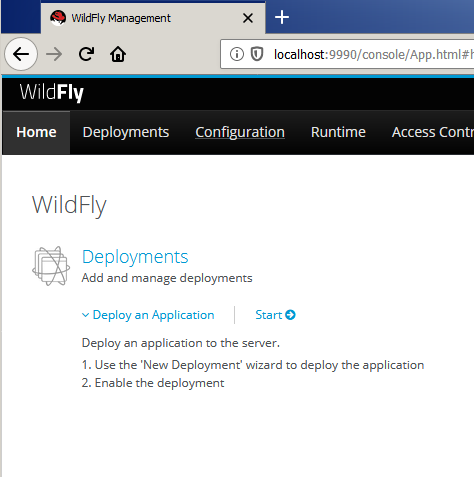 WildFly Management
localhost:9990/console/App.html#h
WildFly
Home Deployments Configuration Runtime Access Contr
WildFly
Deployments
Add and manage deployments
Deploy an Application Start
Deploy an application to the server.
1. Use the 'New Deployment' wizard to deploy the application
2. Enable the deployment